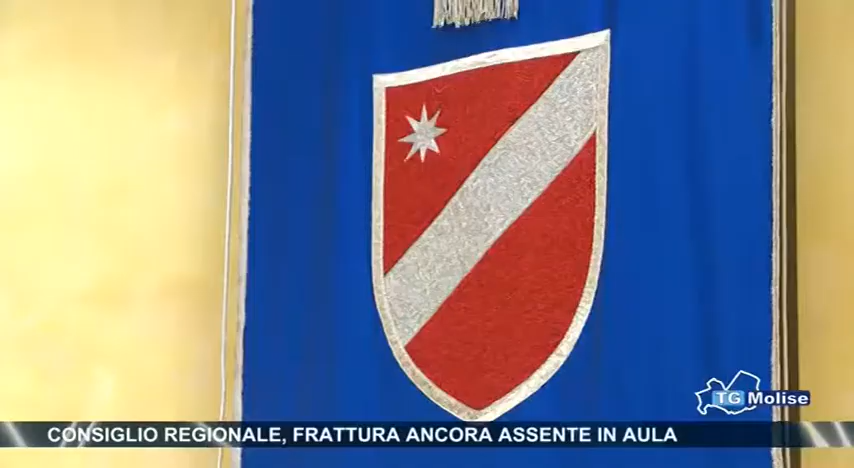 TG Molise
CONSIGLIO REGIONALE, FRATTURA ANCORA ASSENTE IN AULA